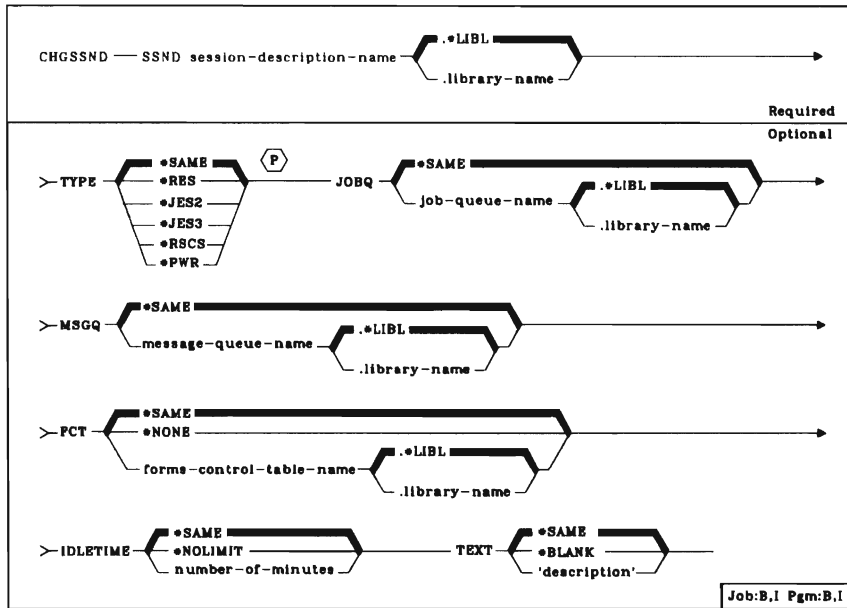 .*LIBL
CHGSSND SSND session-description-name
.library-name
Required
Optional
*SAME
P
*SAME
TYPE *RES JOBQ
.*LIBL
*JES2 job-queue-name
*JES3 .library-name
*RSCS
*PWR
*SAME
.*LIBL
MSGQ
message-queue-name
.library-name
*SAME
FCT *NONE
.*LIBL
forms-control-table-name
.library-name
*SAME *SAME
IDLETIME *NOLIMIT TEXT *BLANK
number-of-minutes 'description'
Job:B,I Pgm:B,I